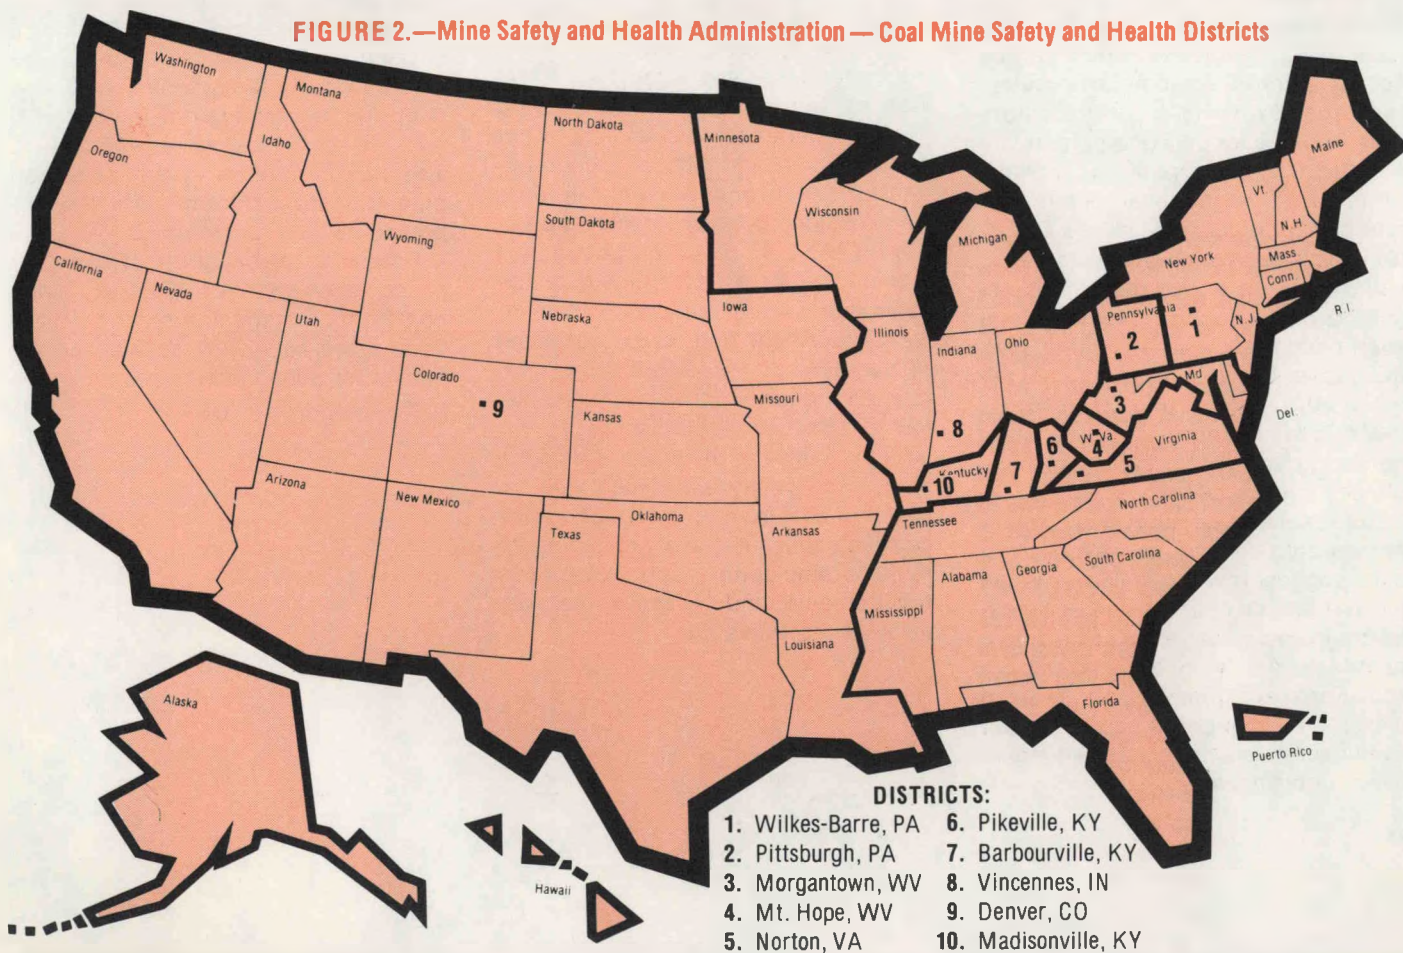 FIGURE 2.—Mine Safety and Health Administration — Coal Mine Safety and Health Districts
Washington
Montana
North Dakota
Minnesota
Idaho
Oregon
Maine
Vt.
N.H.
South Dakota
Wisconsin
Wyoming
Michigan
New York
Mass.
Conn.
R.I.
California
Nevada
Utah
Nebraska
Iowa
Illinois
Indiana
Ohio
Pennsylvania
1
2
N.J.
Colorado
9
Kansas
Missouri
Md.
3
Del.
8
6
W. Va.
4
Virginia
5
Kentucky
7
10
Arizona
New Mexico
Oklahoma
Texas
Arkansas
Tennessee
North Carolina
South Carolina
Alabama
Georgia
Mississippi
Louisiana
Florida
Alaska
Hawaii
Puerto Rico
DISTRICTS:
1. Wilkes-Barre, PA 6. Pikeville, KY
2. Pittsburgh, PA 7. Barbourville, KY
3. Morgantown, WV 8. Vincennes, IN
4. Mt. Hope, WV 9. Denver, CO
5. Norton, VA 10. Madisonville, KY